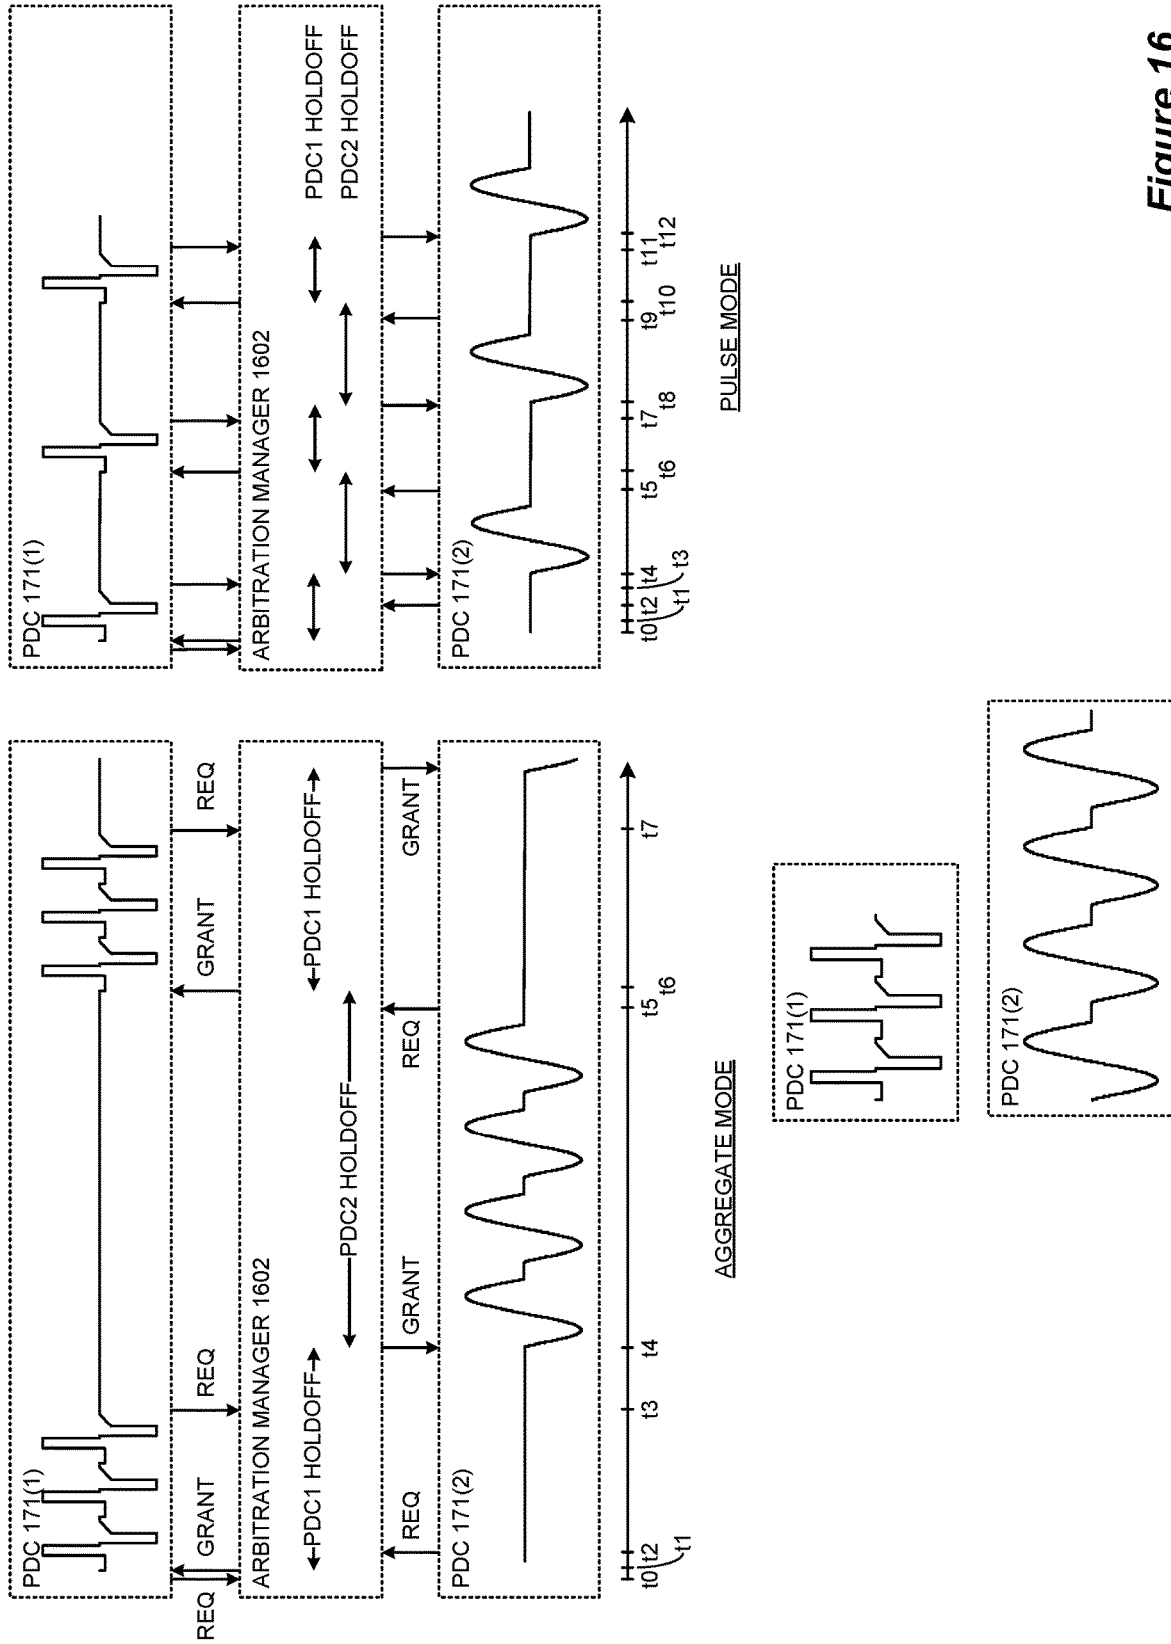 PDC 171(1)
REQ GRANT REQ GRANT REQ
ARBITRATION MANAGER 1602
PDC1 HOLDOFF PDC1 HOLDOFF
PDC2 HOLDOFF
REQ GRANT REQ GRANT
PDC 171(2)
t0 t2 t3 t4 t5 t6 t7
t1
AGGREGATE MODE
PDC 171(1)
ARBITRATION MANAGER 1602
PDC1 HOLDOFF
PDC2 HOLDOFF
PDC 171(2)
t0 t2 t4 t5 t6 t7 t8 t9 t10 t11 t12
t1 t3
PULSE MODE
PDC 171(1)
PDC 171(2)
Figure 16